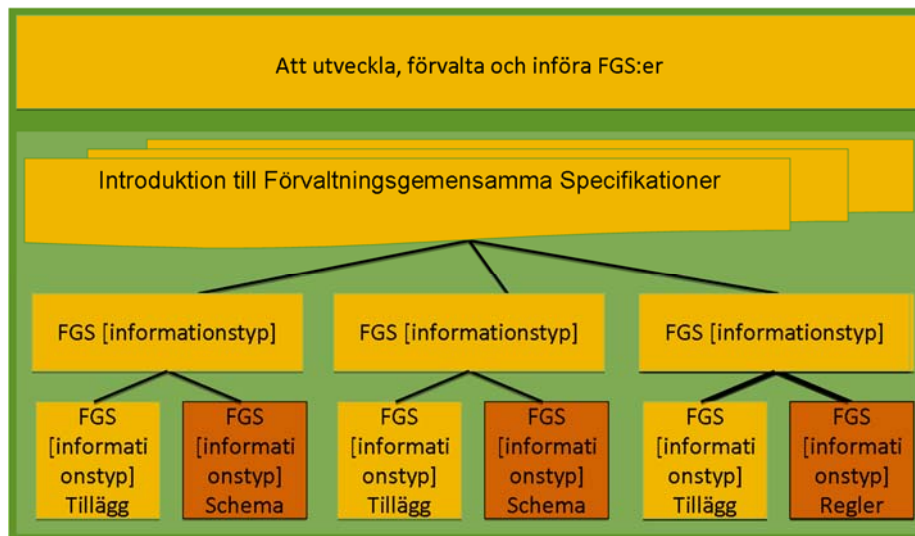 Att utveckla, förvalta och införa FGS:er
Introduktion till Förvaltningsgemensamma Specifikationer
FGS [informationstyp]
FGS [informationstyp]
FGS [informationstyp]
FGS
[informati
onstyp]
Tillägg
FGS
[informati
onstyp]
Schema
FGS
[informati
onstyp]
Tillägg
FGS
[informati
onstyp]
Schema
FGS
[informati
onstyp]
Tillägg
FGS
[informati
onstyp]
Regler